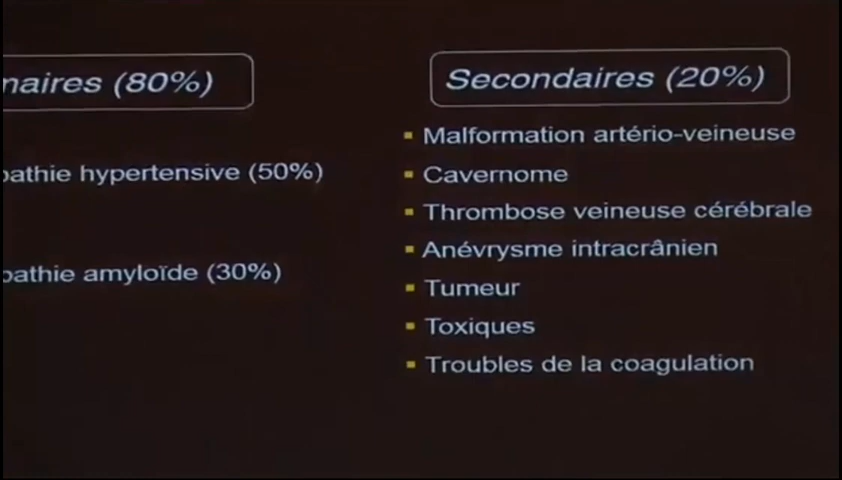 naires (80%)
Secondaires (20%)
pathie hypertensive (50%)
pathie amyloïde (30%)
Malformation artério-veineuse
Cavernome
Thrombose veineuse cérébrale
Anévrysme intracrânien
Tumeur
Toxiques
Troubles de la coagulation